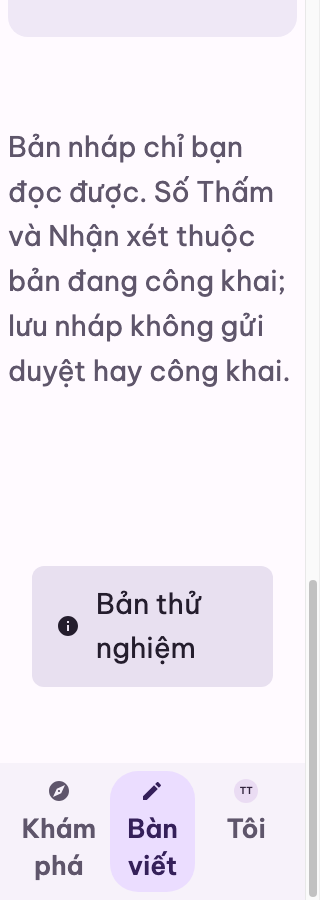 Bản nháp chỉ bạn
đọc được. Số Thấm
và Nhận xét thuộc
bản đang công khai;
lưu nháp không gửi
duyệt hay công khai.
Bản thử
nghiệm
Khám
phá
Bàn
viết
TT
Tôi